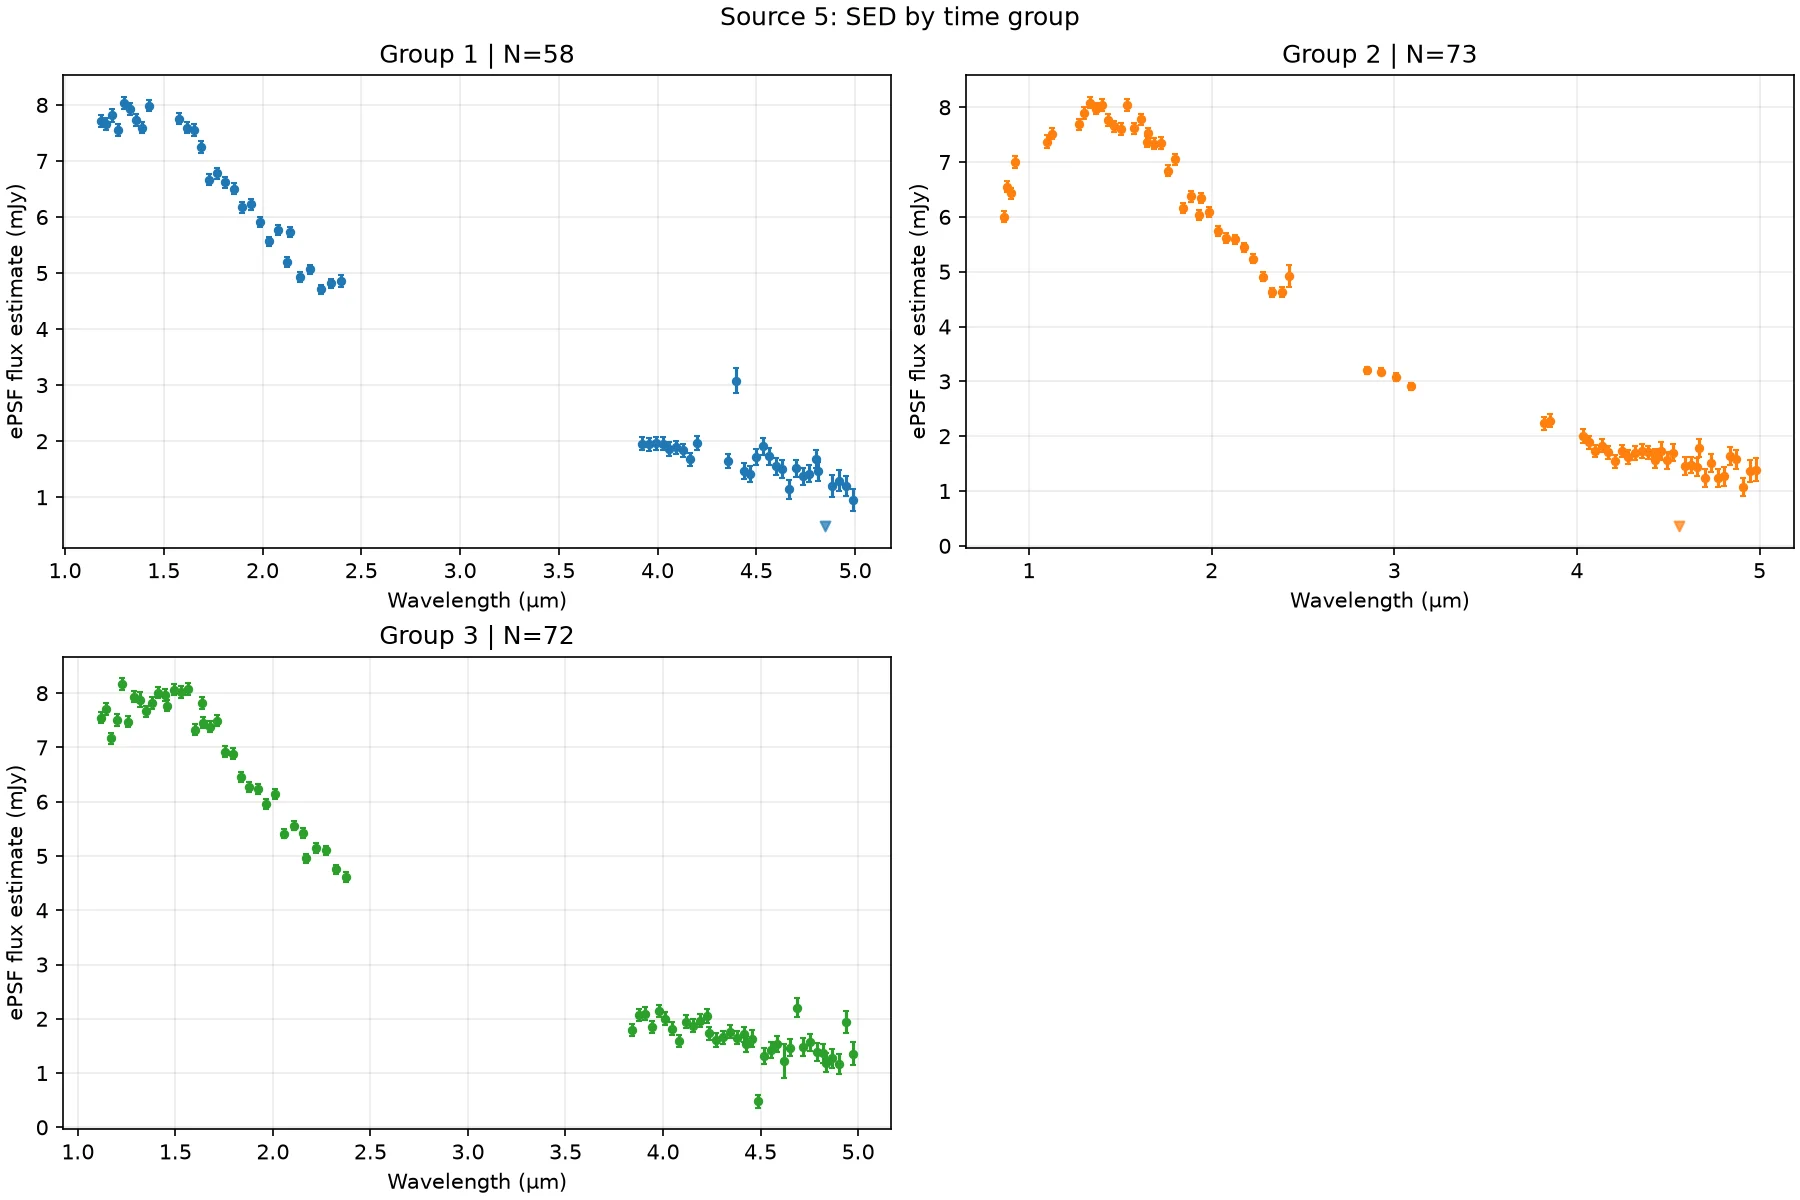 Source 5: SED by time group
Group 1 | N=58
ePSF flux estimate (mJy)
8
7
6
5
4
3
2
1
1.0 1.5 2.0 2.5 3.0 3.5 4.0 4.5 5.0
Wavelength (µm)
Group 2 | N=73
ePSF flux estimate (mJy)
8
7
6
5
4
3
2
1
0
1 2 3 4 5
Wavelength (µm)
Group 3 | N=72
ePSF flux estimate (mJy)
8
7
6
5
4
3
2
1
0
1.0 1.5 2.0 2.5 3.0 3.5 4.0 4.5 5.0
Wavelength (µm)